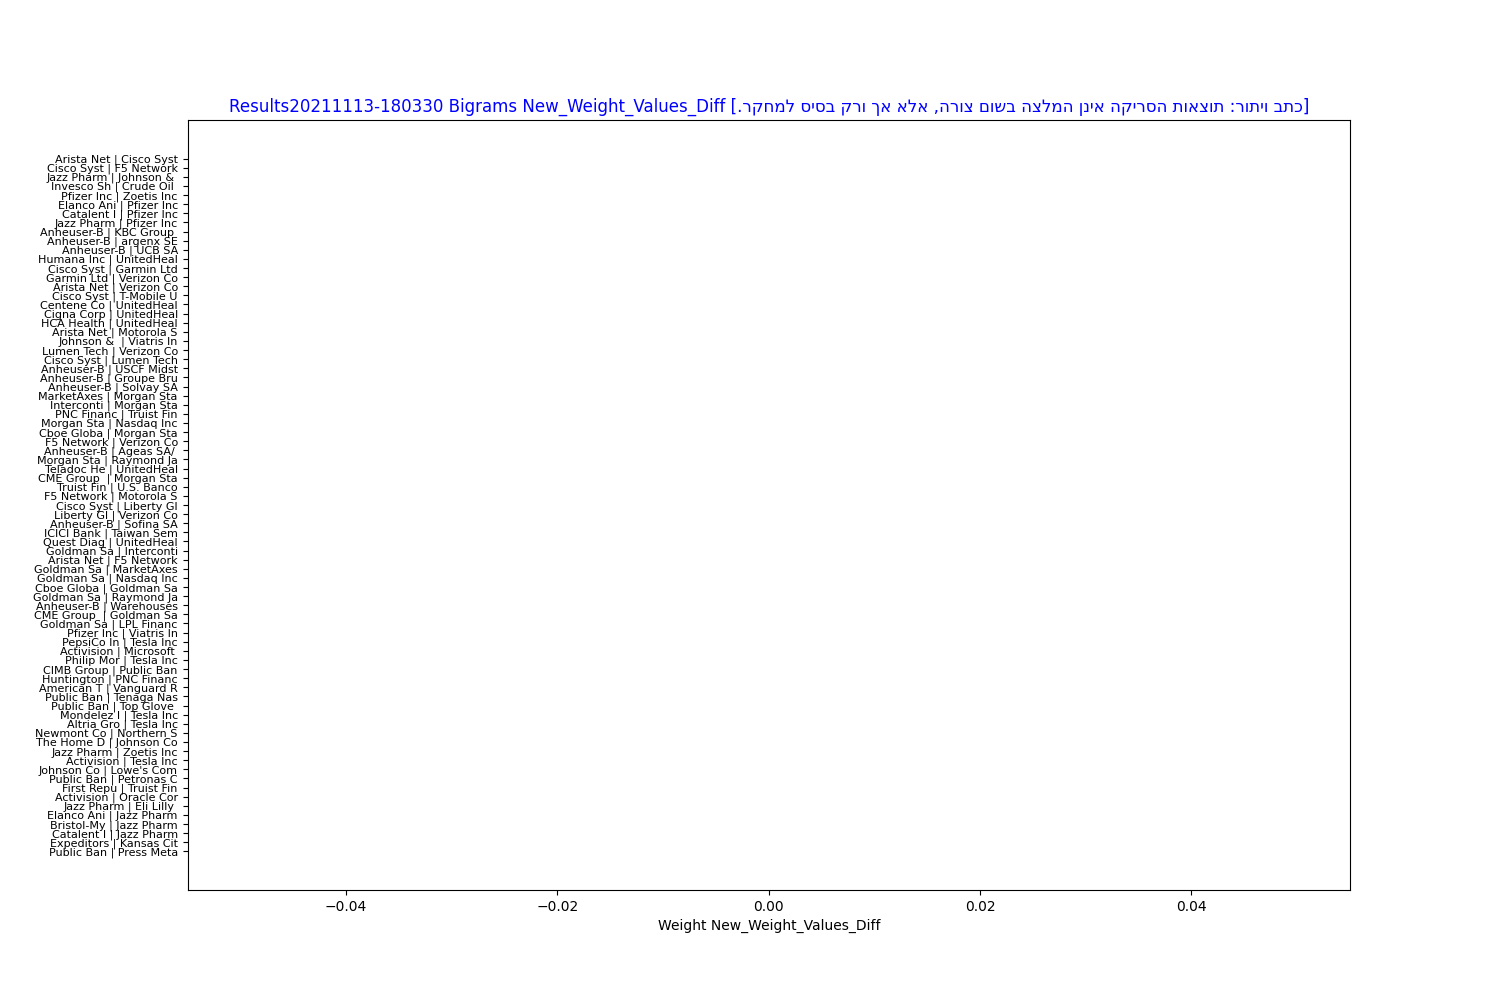 Results20211113-180330 Bigrams New_Weight_Values_Diff [כתב ויתור: תוצאות הסריקה אינן המלצה בשום צורה, אלא אך ורק בסיס למחקר.]
Arista Net | Cisco Syst
Cisco Syst | F5 Network
Jazz Pharm | Johnson &
Invesco Sh | Crude Oil
Pfizer Inc | Zoetis Inc
Elanco Ani | Pfizer Inc
Catalent I | Pfizer Inc
Jazz Pharm | Pfizer Inc
Anheuser-B | KBC Group
Anheuser-B | argenx SE
Anheuser-B | UCB SA
Humana Inc | UnitedHeal
Cisco Syst | Garmin Ltd
Garmin Ltd | Verizon Co
Arista Net | Verizon Co
Cisco Syst | T-Mobile U
Centene Co | UnitedHeal
Cigna Corp | UnitedHeal
HCA Health | UnitedHeal
Arista Net | Motorola S
Johnson &  | Viatris In
Lumen Tech | Verizon Co
Cisco Syst | Lumen Tech
Anheuser-B | USCF Midst
Anheuser-B | Groupe Bru
Anheuser-B | Solvay SA
MarketAxes | Morgan Sta
Interconti | Morgan Sta
PNC Financ | Truist Fin
Morgan Sta | Nasdaq Inc
Cboe Globa | Morgan Sta
F5 Network | Verizon Co
Anheuser-B | Ageas SA/
Morgan Sta | Raymond Ja
Teladoc He | UnitedHeal
CME Group  | Morgan Sta
Truist Fin | U.S. Banco
F5 Network | Motorola S
Cisco Syst | Liberty Gl
Liberty Gl | Verizon Co
Anheuser-B | Sofina SA
ICICI Bank | Taiwan Sem
Quest Diag | UnitedHeal
Goldman Sa | Interconti
Arista Net | F5 Network
Goldman Sa | MarketAxes
Goldman Sa | Nasdaq Inc
Cboe Globa | Goldman Sa
Goldman Sa | Raymond Ja
Anheuser-B | Warehouses
CME Group  | Goldman Sa
Goldman Sa | LPL Financ
Pfizer Inc | Viatris In
PepsiCo In | Tesla Inc
Activision | Microsoft
Philip Mor | Tesla Inc
CIMB Group | Public Ban
Huntington | PNC Financ
American T | Vanguard R
Public Ban | Tenaga Nas
Public Ban | Top Glove
Mondelez I | Tesla Inc
Altria Gro | Tesla Inc
Newmont Co | Northern S
The Home D | Johnson Co
Jazz Pharm | Zoetis Inc
Activision | Tesla Inc
Johnson Co | Lowe's Com
Public Ban | Petronas C
First Repu | Truist Fin
Activision | Oracle Cor
Jazz Pharm | Eli Lilly
Elanco Ani | Jazz Pharm
Bristol-My | Jazz Pharm
Catalent I | Jazz Pharm
Expeditors | Kansas Cit
Public Ban | Press Meta
−0.04 −0.02 0.00 0.02 0.04
Weight New_Weight_Values_Diff